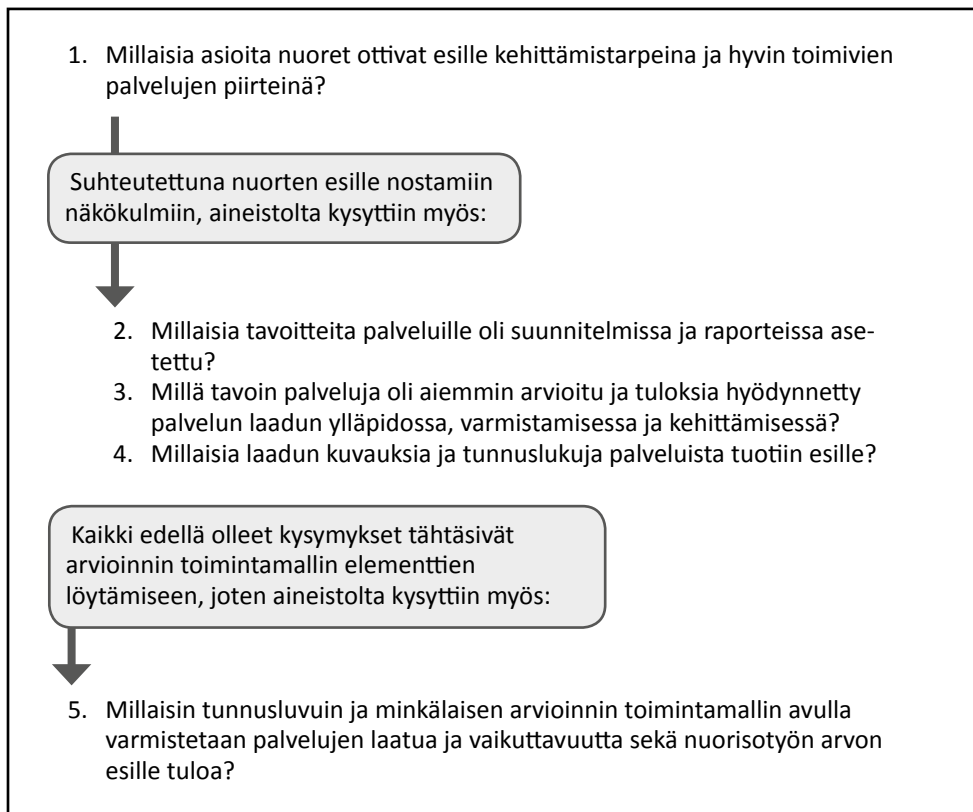 1. Millaisia asioita nuoret ottivat esille kehittämistarpeina ja hyvin toimivien
palvelujen piirteinä?
Suhteutettuna nuorten esille nostamiin
näkökulmiin, aineistolta kysyttiin myös:
2. Millaisia tavoitteita palveluille oli suunnitelmissa ja raporteissa ase-
tettu?
3. Millä tavoin palveluja oli aiemmin arvioitu ja tuloksia hyödynnetty
palvelun laadun ylläpidossa, varmistamisessa ja kehittämisessä?
4. Millaisia laadun kuvauksia ja tunnuslukuja palveluista tuotiin esille?
Kaikki edellä olleet kysymykset tähtäsivät
arvioinnin toimintamallin elementtien
löytämiseen, joten aineistolta kysyttiin myös:
5. Millaisin tunnusluvuin ja minkälaisen arvioinnin toimintamallin avulla
varmistetaan palvelujen laatua ja vaikuttavuutta sekä nuorisotyön arvon
esille tuloa?